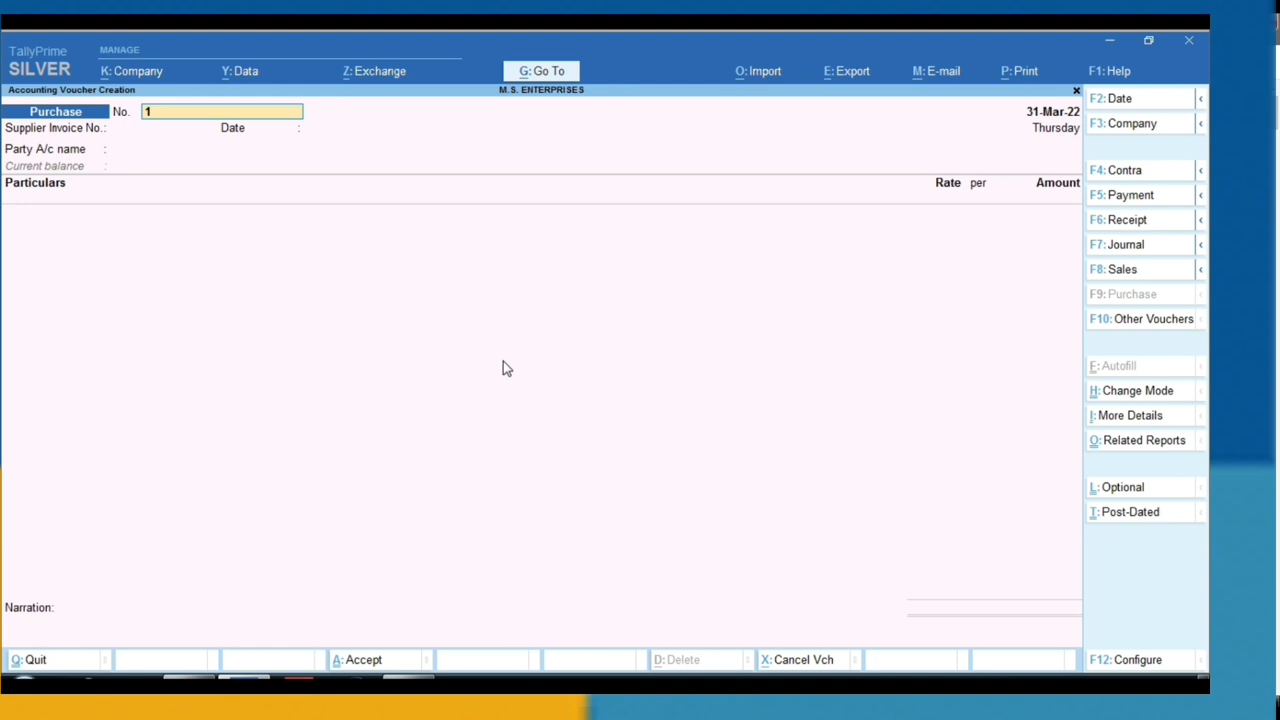 TallyPrime
MANAGE
SILVER
K: Company
Y: Data
Z: Exchange
G: Go To
O: Import
E: Export
M: E-mail
P: Print
F1: Help
Accounting Voucher Creation
M.S. ENTERPRISES
Purchase No. 1
31-Mar-22
Supplier Invoice No.:
Date :
Thursday
Party A/c name :
Current balance :
Particulars
Rate per
Amount
Narration:
F2: Date
F3: Company
F4: Contra
F5: Payment
F6: Receipt
F7: Journal
F8: Sales
F9: Purchase
F10: Other Vouchers
F: Autofill
H: Change Mode
I: More Details
O: Related Reports
L: Optional
T: Post-Dated
Q: Quit
A: Accept
D: Delete
X: Cancel Vch
F12: Configure